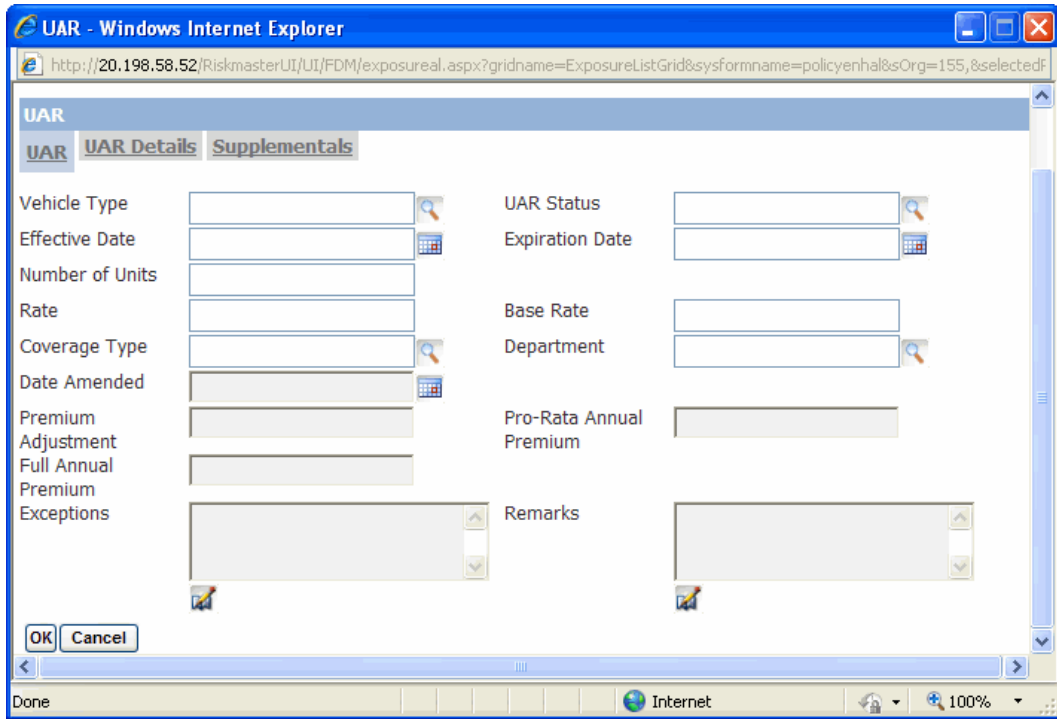 UAR - Windows Internet Explorer
http://20.198.58.52/RiskmasterUI/UI/FDM/exposureal.aspx?gridname=ExposureListGrid&sysformname=policyenhal&sOrg=155,&selected
UAR
UAR UAR Details Supplementals
Vehicle Type UAR Status
Effective Date Expiration Date
Number of Units
Rate Base Rate
Coverage Type Department
Date Amended
Premium Adjustment Pro-Rata Annual Premium
Full Annual Premium
Exceptions Remarks
OK Cancel
Done Internet 100%